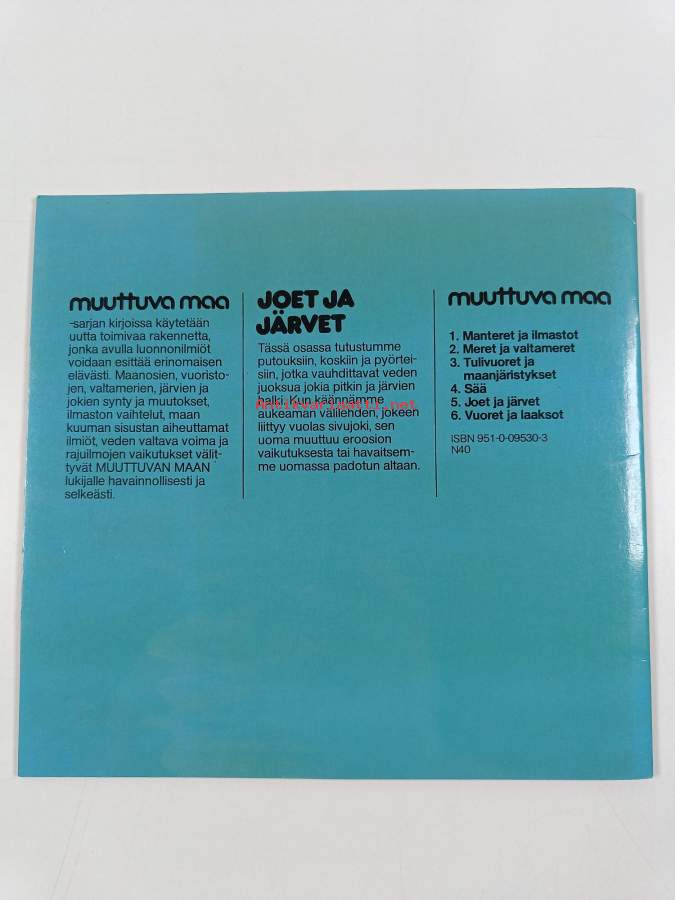 muuttuva maa
-sarjan kirjoissa käytetään
uutta toimivaa rakennetta,
jonka avulla luonnonilmiöt
voidaan esittää erinomaisen
elävästi. Maanosien, vuoristo-
jen, valtamerien, järvien ja
jokien synty ja muutokset,
ilmaston vaihtelut, maan
kuuman sisustan aiheuttamat
ilmiöt, veden valtava voima ja
rajuilmojen vaikutukset välit-
tyvät MUUTTUVAN MAAN
lukijalle havainnollisesti ja
selkeästi.
JOET JA
JÄRVET
Tässä osassa tutustumme
putouksiin, koskiin ja pyörtei-
siin, jotka vauhdittavat veden
juoksua jokia pitkin ja järvien
halki. Kun käännämme
aukeaman välilehden, jokeen
liittyy vuolas sivujoki, sen
uoma muuttuu eroosion
vaikutuksesta tai havaitsem-
me uomassa padotun altaan.
muuttuva maa
1. Manteret ja ilmastot
2. Meret ja valtameret
3. Tulivuoret ja
maanjäristykset
4. Sää
5. Joet ja järvet
6. Vuoret ja laaksot
ISBN 951-0-09530-3
N40
Antikvariaatti.net